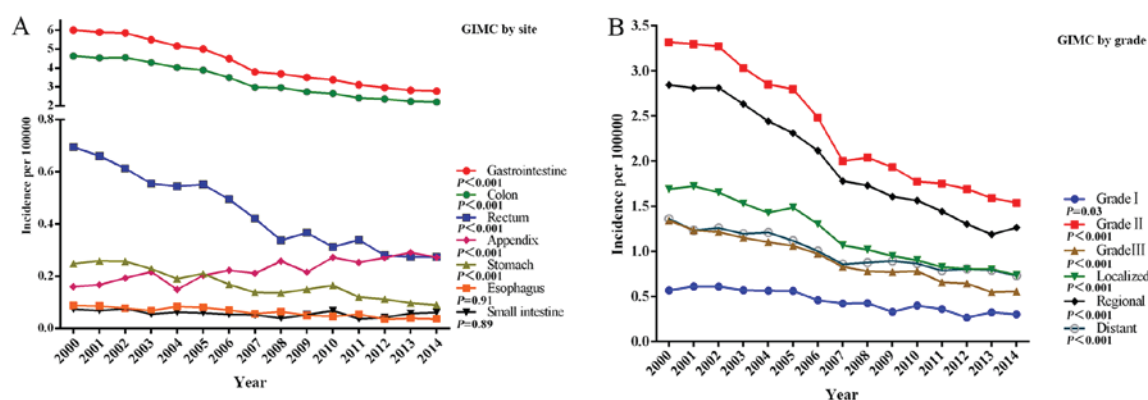 A
GIMC by site
6
5
4
3
2
0.8
0.6
0.4
0.2
0.0
Incidence per 100000
2000
2001
2002
2003
2004
2005
2006
2007
2008
2009
2010
2011
2012
2013
2014
Year
Gastrointestine
P<0.001
Colon
P<0.001
Rectum
P<0.001
Appendix
P<0.001
Stomach
P<0.001
Esophagus
P=0.91
Small intestine
P=0.89
B
GIMC by grade
3.5
3.0
2.5
2.0
1.5
1.0
0.5
0.0
Incidence per 100000
2000
2001
2002
2003
2004
2005
2006
2007
2008
2009
2010
2011
2012
2013
2014
Year
Grade I
P=0.03
Grade II
P<0.001
GradeIII
P<0.001
Localized
P<0.001
Regional
P<0.001
Distant
P<0.001